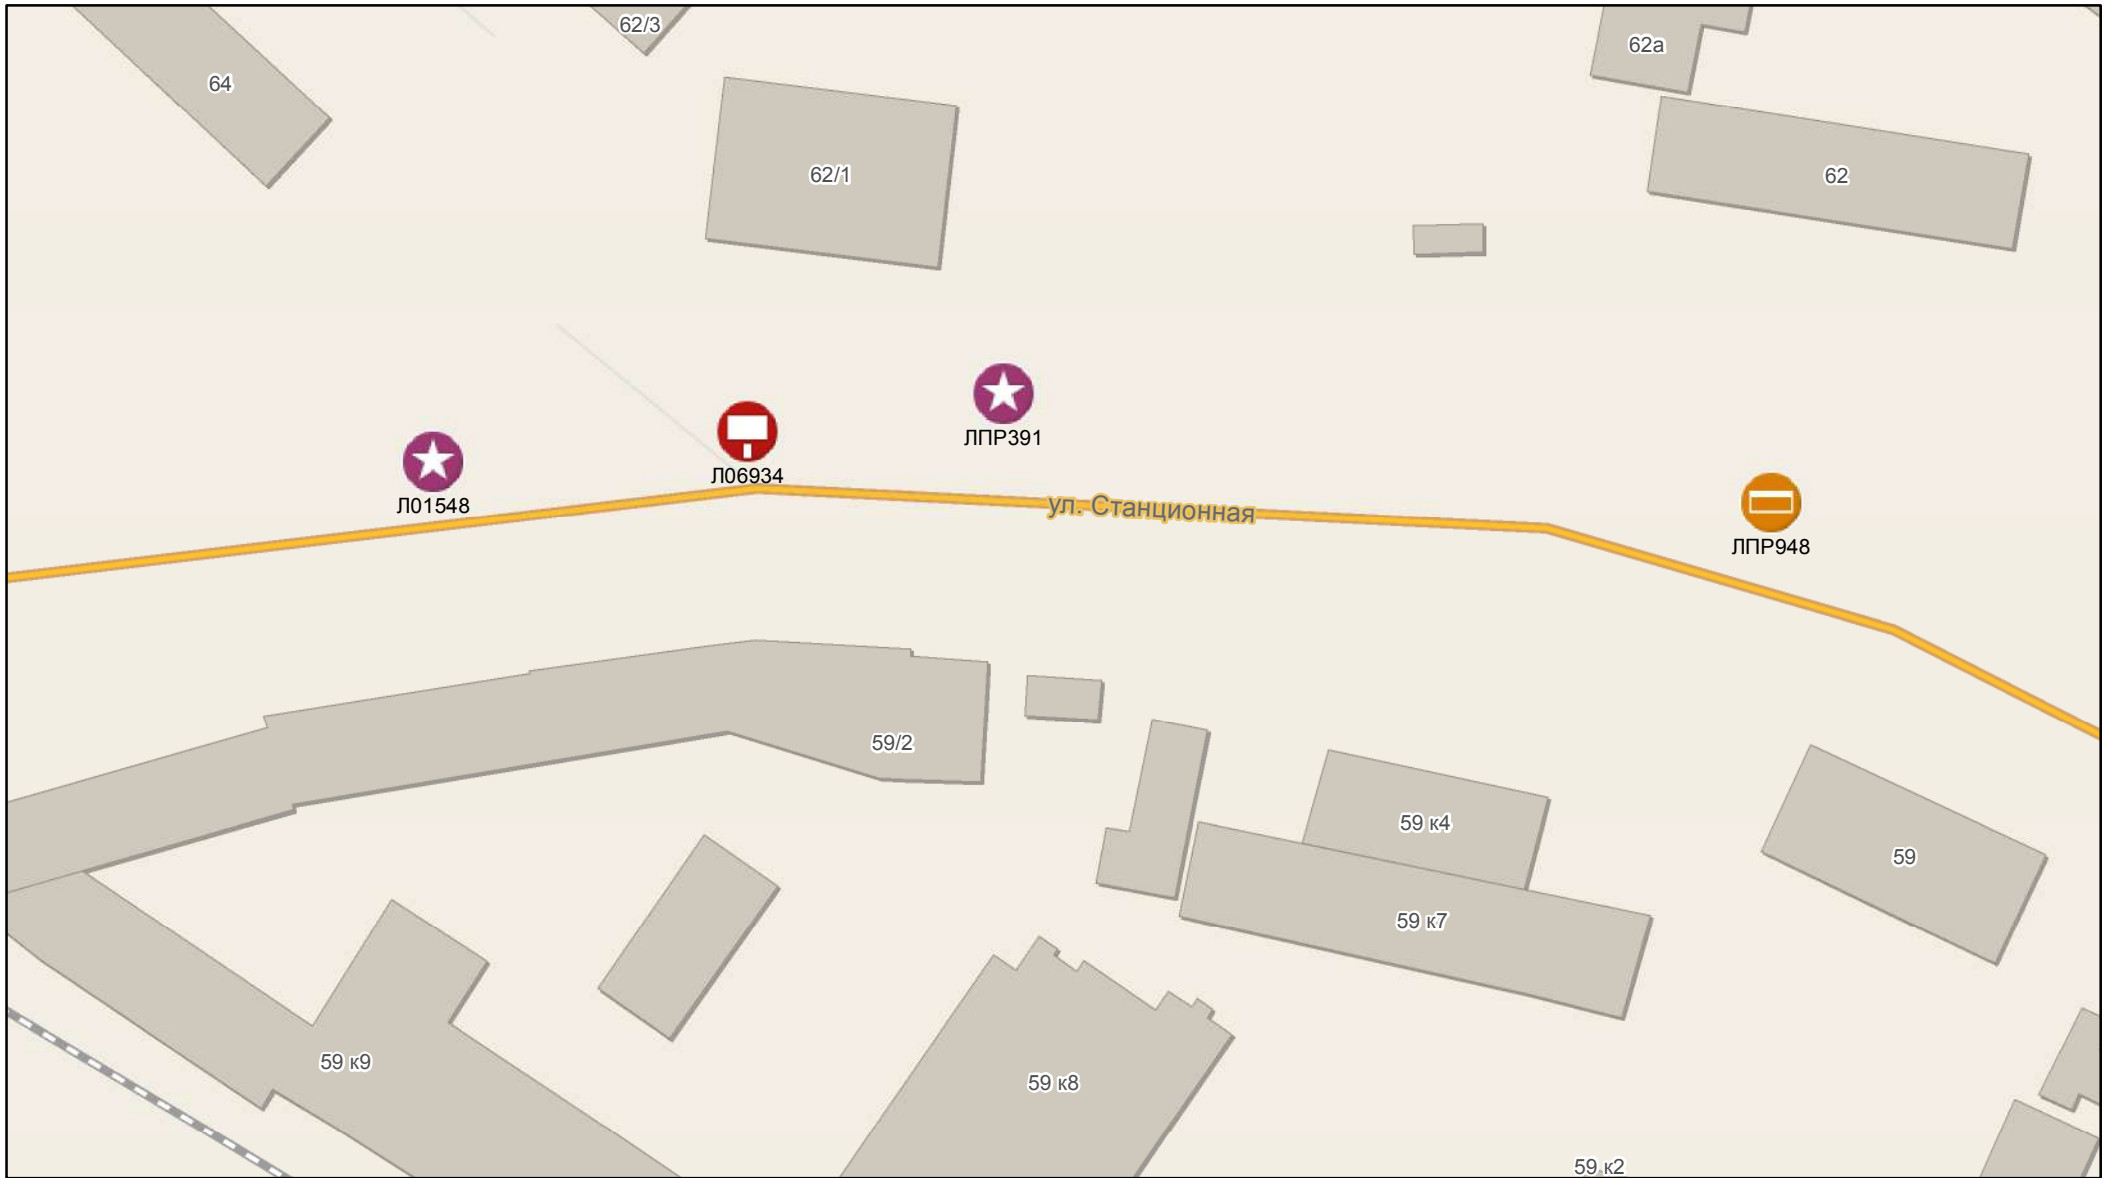 62/3
62а
64
62/1
62
ЛПР391
Л06934
Л01548
ул. Станционная
ЛПР948
59/2
59 к4
59
59 к7
59 к9
59 к8
59 к2